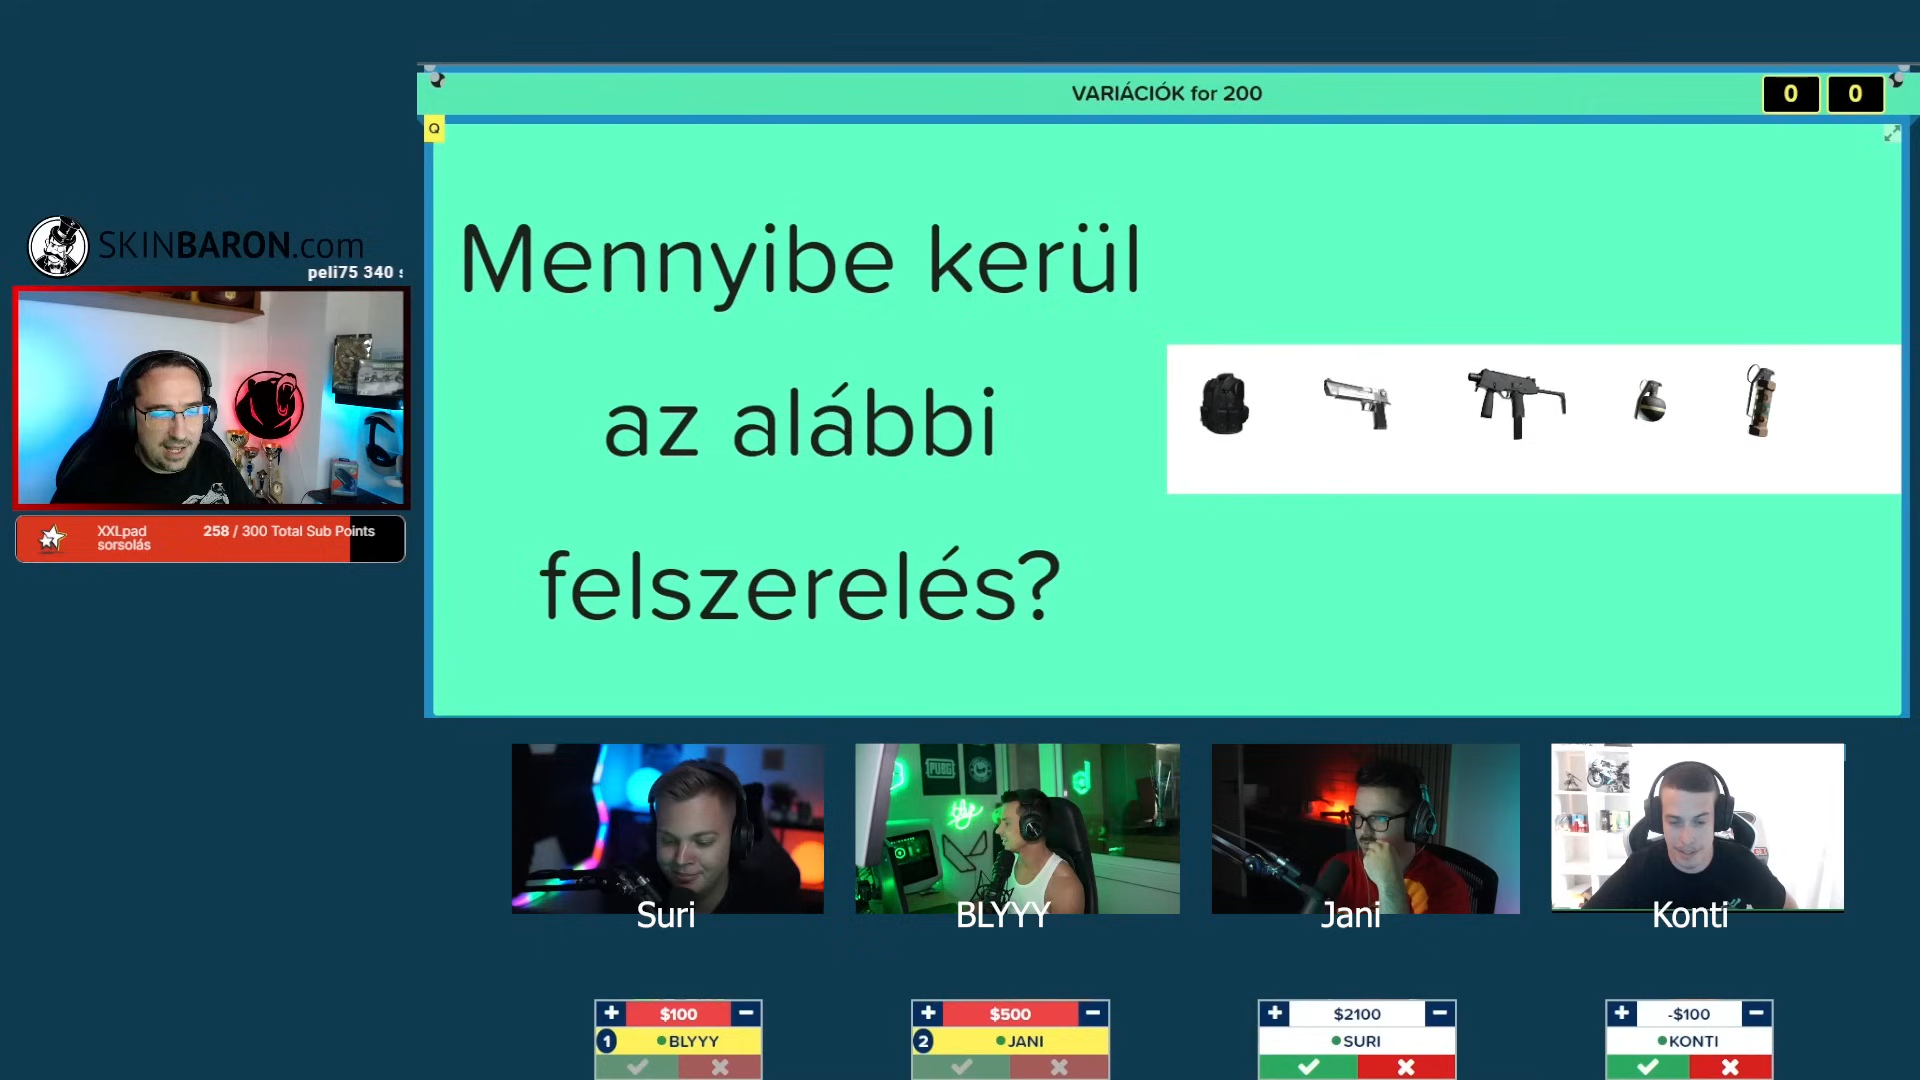 VARIÁCIÓK for 200
0 0
Q
Mennyibe kerül
az alábbi
felszerelés?
SKINBARON.com
peli75 340
XXLpad
sorsolás
258 / 300 Total Sub Points
PUBG
Suri
BLYYY
Jani
Konti
+ $100 −
1 BLYYY
+ $500 −
2 JANI
+ $2100 −
SURI
+ -$100 −
KONTI